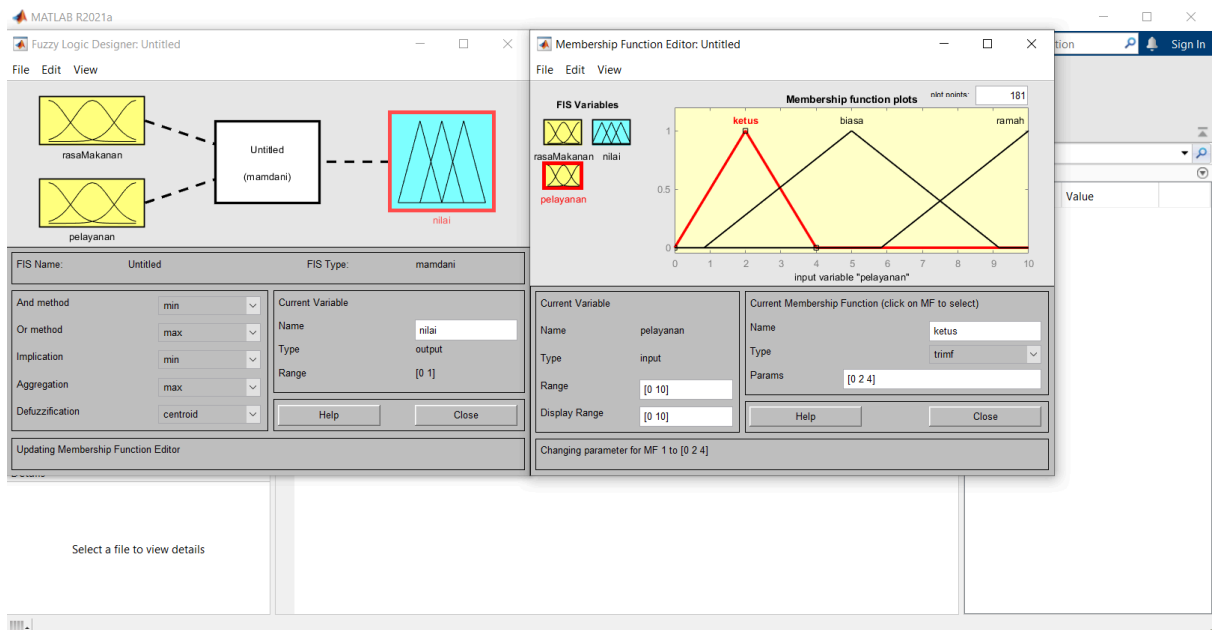 MATLAB R2021a
Fuzzy Logic Designer: Untitled
File Edit View
rasaMakanan
pelayanan
Untitled
(mamdani)
nilai
FIS Name: Untitled FIS Type: mamdani
And method min
Or method max
Implication min
Aggregation max
Defuzzification centroid
Current Variable
Name nilai
Type output
Range [0 1]
Help Close
Updating Membership Function Editor
Membership Function Editor: Untitled
File Edit View
FIS Variables
rasaMakanan nilai
pelayanan
Membership function plots plot points: 181
ketus biasa ramah
1
0.5
0
0 1 2 3 4 5 6 7 8 9 10
input variable "pelayanan"
Current Variable
Name pelayanan
Type input
Range [0 10]
Display Range [0 10]
Current Membership Function (click on MF to select)
Name ketus
Type trimf
Params [0 2 4]
Help Close
Changing parameter for MF 1 to [0 2 4]
Sign In
Value
Details
Select a file to view details